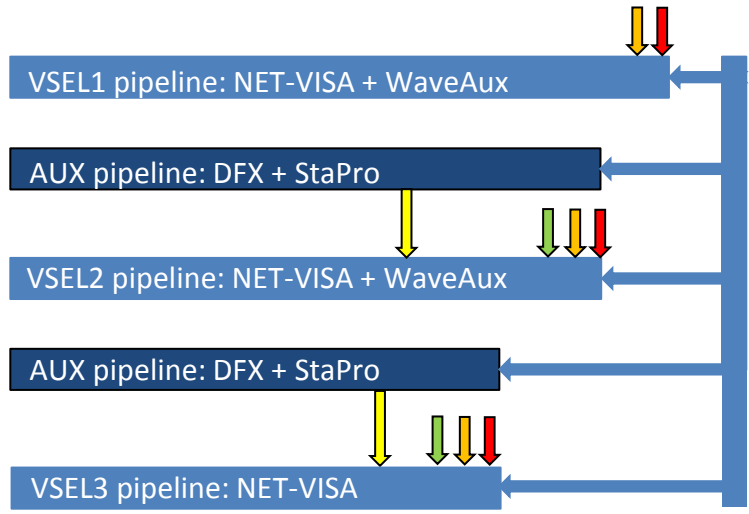 VSEL1 pipeline: NET-VISA + WaveAux
AUX pipeline: DFX + StaPro
VSEL2 pipeline: NET-VISA + WaveAux
AUX pipeline: DFX + StaPro
VSEL3 pipeline: NET-VISA